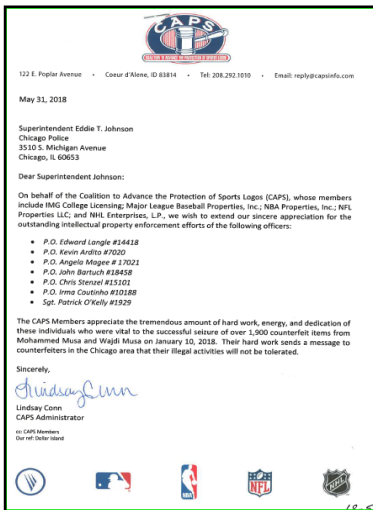 CAPS
122 E. Poplar Avenue • Coeur d'Alene, ID 83814 • Tel: 208.292.1010 • Email: reply@capsinfo.com
May 31, 2018
Superintendent Eddie T. Johnson
Chicago Police
3510 S. Michigan Avenue
Chicago, IL 60653
Dear Superintendent Johnson:
On behalf of the Coalition to Advance the Protection of Sports Logos (CAPS), whose members
include IMG College Licensing; Major League Baseball Properties, Inc.; NBA Properties, Inc.; NFL
Properties LLC; and NHL Enterprises, L.P., we wish to extend our sincere appreciation for the
outstanding intellectual property enforcement efforts of the following officers:
• P.O. Edward Langle #14418
• P.O. Kevin Ardito #7020
• P.O. Angela Magee # 17021
• P.O. John Bartuch #18458
• P.O. Chris Stenzel #15101
• P.O. Irma Coutinho #10188
• Sgt. Patrick O'Kelly #1929
The CAPS Members appreciate the tremendous amount of hard work, energy, and dedication of
these individuals who were vital to the successful seizure of over 1,900 counterfeit items from
Mohammed Musa and Wajdi Musa on January 10, 2018. Their hard work sends a message to
counterfeiters in the Chicago area that their illegal activities will not be tolerated.
Sincerely,
Lindsay Conn
Lindsay Conn
CAPS Administrator
cc: CAPS Members
Our ref: Dollar Island
NBA
NFL
NHL